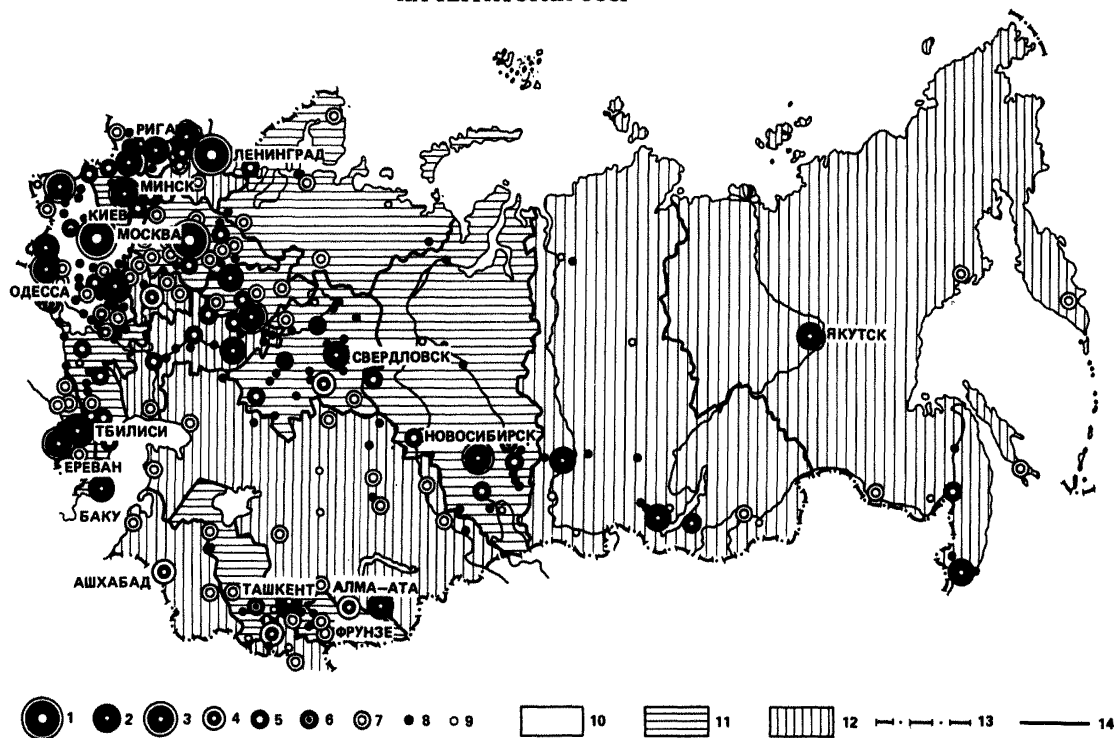 РИГА
ЛЕНИНГРАД
МИНСК
КИЕВ
МОСКВА
ОДЕССА
ЯКУТСК
СВЕРДЛОВСК
ТБИЛИСИ
НОВОСИБИРСК
ЕРЕВАН
БАКУ
АШХАБАД
ТАШКЕНТ
АЛМА–АТА
ФРУНЗЕ
1 2 3 4 5 6 7 8 9 10 11 12 13 14